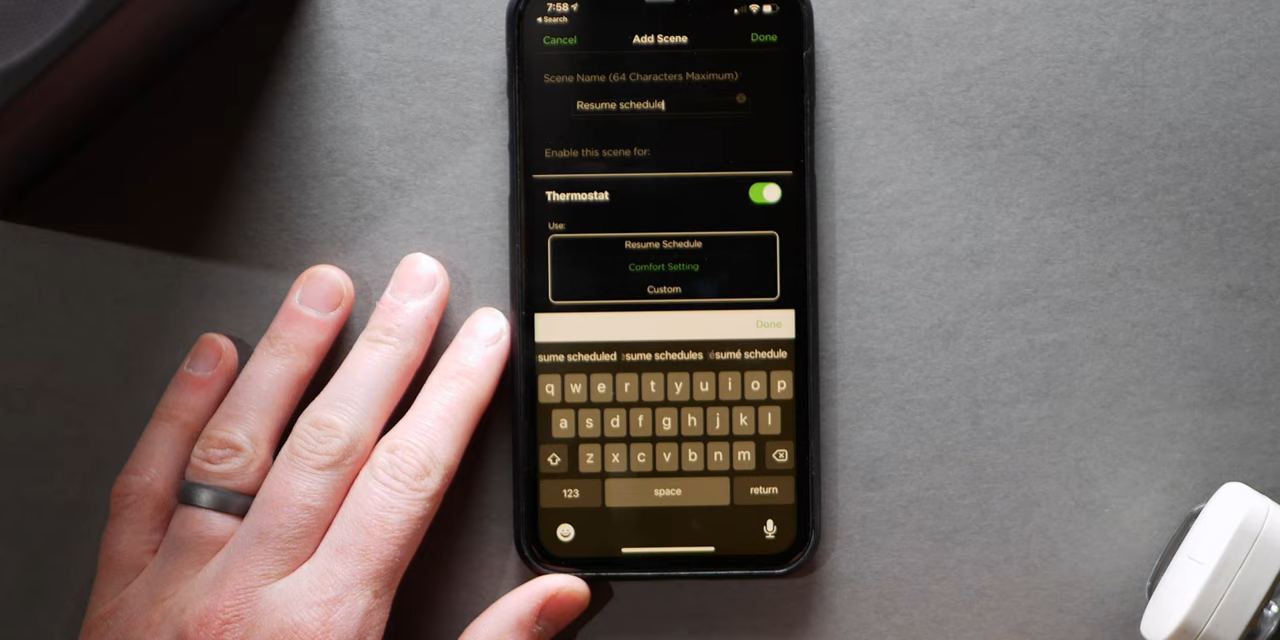 7:58
Search
Cancel Add Scene Done
Scene Name (64 Characters Maximum)
Resume schedule
Enable this scene for:
Thermostat
Use:
Resume Schedule
Comfort Setting
Custom
Done
sume scheduled sume schedules ésumé schedule
q w e r t y u i o p
a s d f g h j k l
z x c v b n m
123 space return